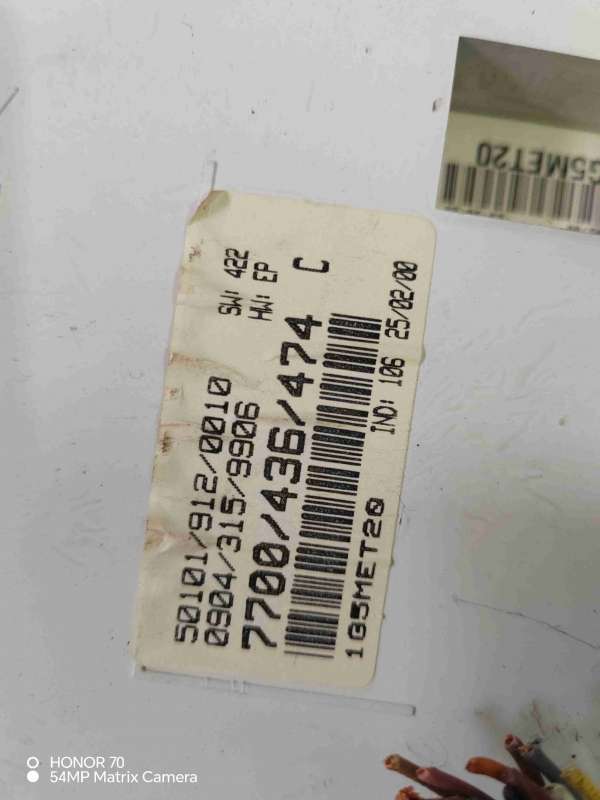 50101/912/0010
SW: 422
0904/315/9906
HW: EP
7700/436/474 C
1G5MET20
IND: 106 25/02/00
G5MET20
HONOR 70
54MP Matrix Camera